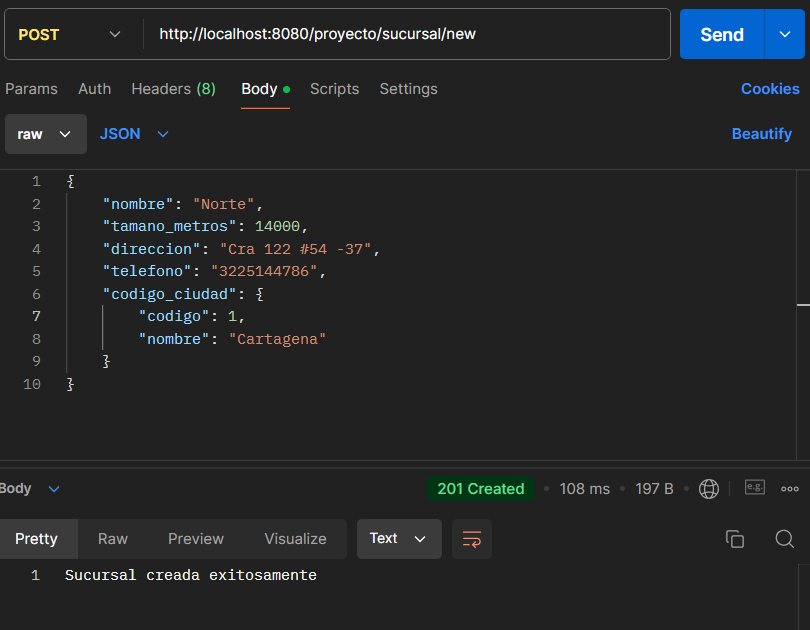 POST http://localhost:8080/proyecto/sucursal/new Send
Params Auth Headers (8) Body Scripts Settings Cookies
raw JSON Beautify
1 {
2 "nombre": "Norte",
3 "tamano_metros": 14000,
4 "direccion": "Cra 122 #54 -37",
5 "telefono": "3225144786",
6 "codigo_ciudad": {
7 "codigo": 1,
8 "nombre": "Cartagena"
9 }
10 }
Body 201 Created • 108 ms • 197 B • e.g.
Pretty Raw Preview Visualize Text
1 Sucursal creada exitosamente